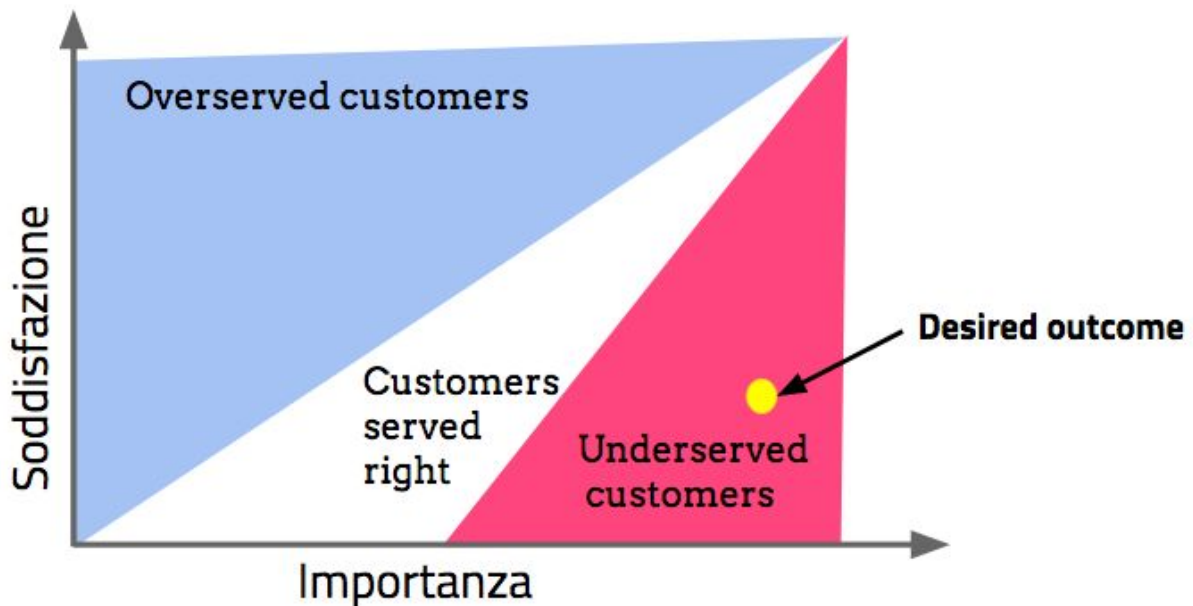 Overserved customers
Soddisfazione
Desired outcome
Customers
served
right
Underserved
customers
Importanza